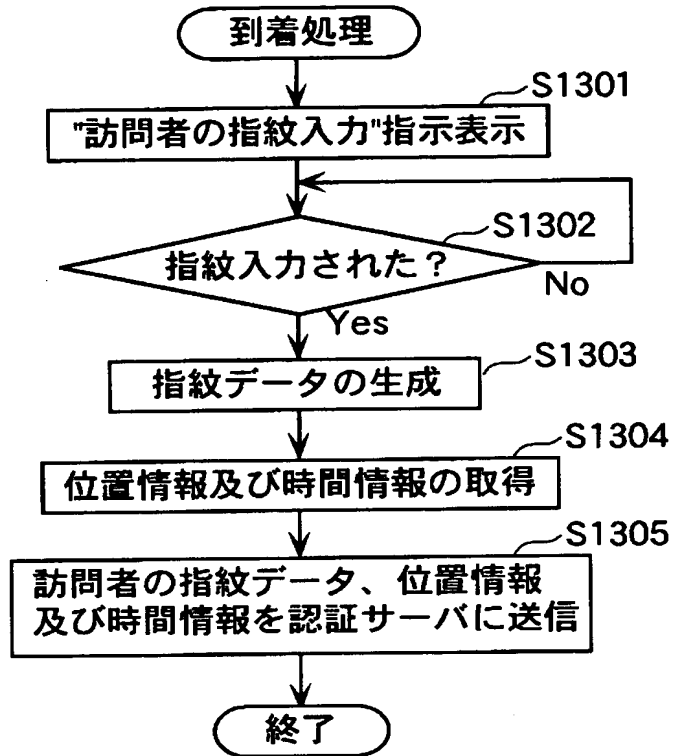 到着処理
S1301
"訪問者の指紋入力"指示表示
S1302
指紋入力された？
No
Yes
S1303
指紋データの生成
S1304
位置情報及び時間情報の取得
S1305
訪問者の指紋データ、位置情報
及び時間情報を認証サーバに送信
終了